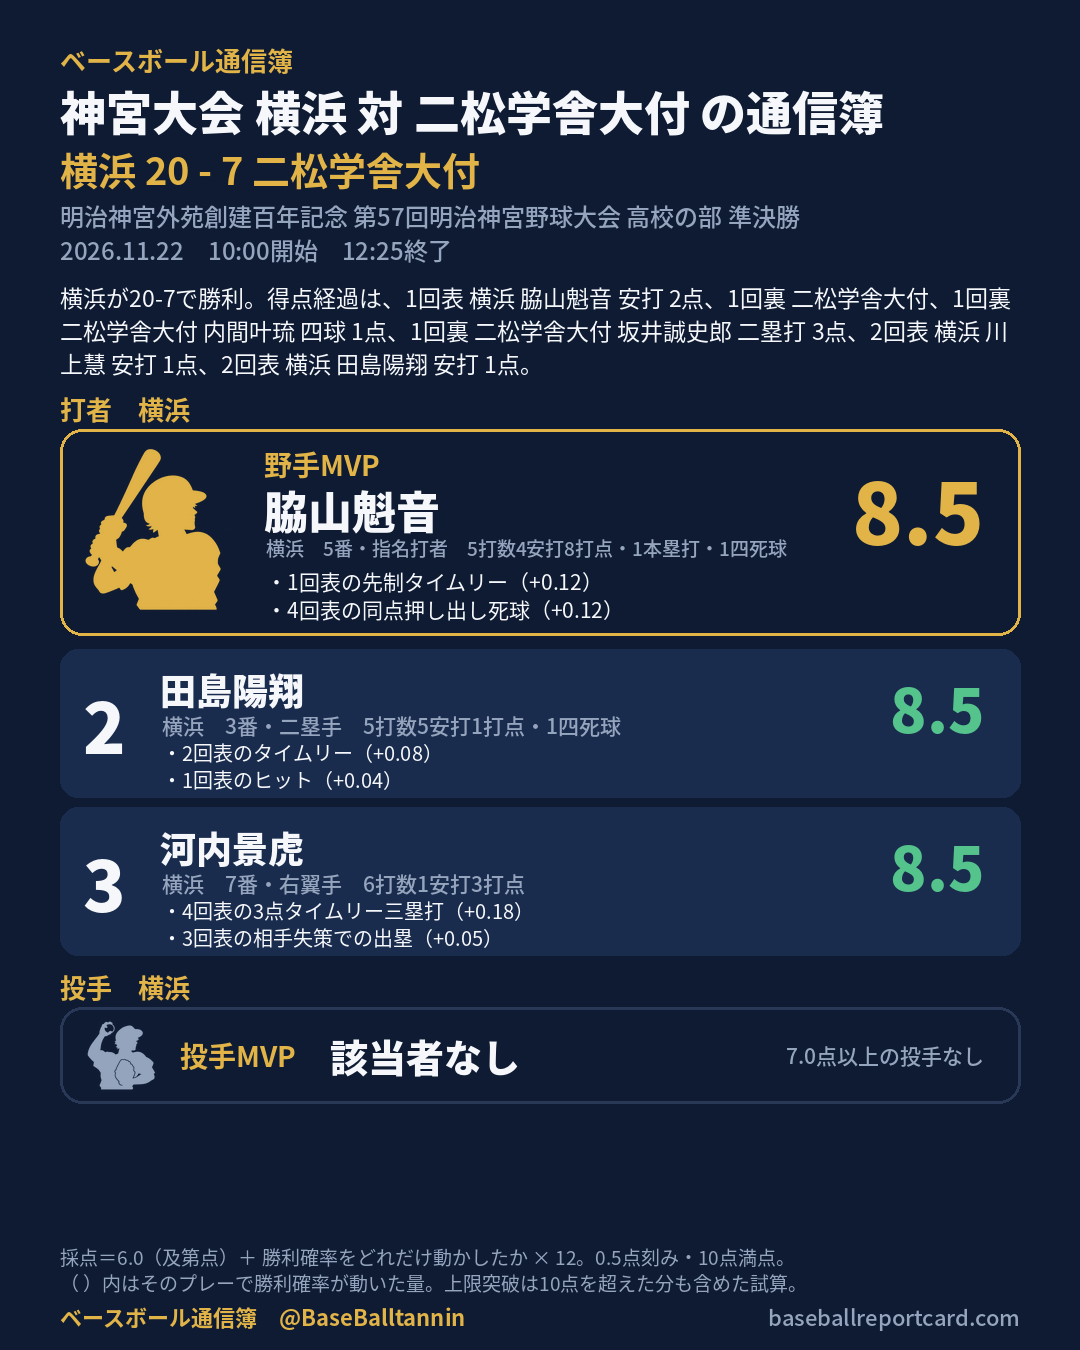 ベースボール通信簿
神宮大会 横浜 対 二松学舎大付 の通信簿
横浜 20 - 7 二松学舎大付
明治神宮外苑創建百年記念 第57回明治神宮野球大会 高校の部 準決勝
2026.11.22　10:00開始　12:25終了
横浜が20-7で勝利。得点経過は、1回表 横浜 脇山魁音 安打 2点、1回裏 二松学舎大付、1回裏
二松学舎大付 内間叶琉 四球 1点、1回裏 二松学舎大付 坂井誠史郎 二塁打 3点、2回表 横浜 川
上慧 安打 1点、2回表 横浜 田島陽翔 安打 1点。
打者　横浜
野手MVP
脇山魁音
横浜　5番・指名打者　5打数4安打8打点・1本塁打・1四死球
・1回表の先制タイムリー（+0.12）
・4回表の同点押し出し死球（+0.12）
8.5
2
田島陽翔
横浜　3番・二塁手　5打数5安打1打点・1四死球
・2回表のタイムリー（+0.08）
・1回表のヒット（+0.04）
8.5
3
河内景虎
横浜　7番・右翼手　6打数1安打3打点
・4回表の3点タイムリー三塁打（+0.18）
・3回表の相手失策での出塁（+0.05）
8.5
投手　横浜
投手MVP　該当者なし　7.0点以上の投手なし
採点＝6.0（及第点）＋ 勝利確率をどれだけ動かしたか × 12。0.5点刻み・10点満点。
（ ）内はそのプレーで勝利確率が動いた量。上限突破は10点を超えた分も含めた試算。
ベースボール通信簿　@BaseBalltannin　baseballreportcard.com